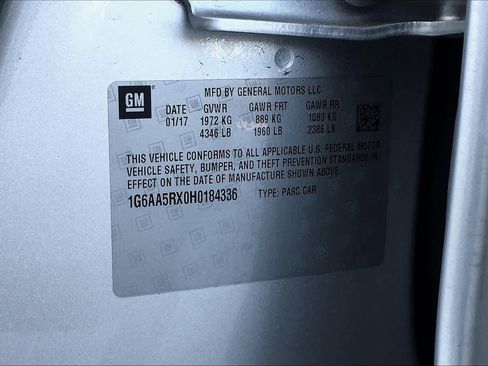 GM
MFD BY GENERAL MOTORS LLC
DATE GVWR GAWR FRT GAWR RR
01/17 1972 KG 889 KG 1083 KG
4346 LB 1960 LB 2386 LB
THIS VEHICLE CONFORMS TO ALL APPLICABLE U.S. FEDERAL MOTOR
VEHICLE SAFETY, BUMPER, AND THEFT PREVENTION STANDARDS IN
EFFECT ON THE DATE OF MANUFACTURE SHOWN ABOVE.
1G6AA5RX0H0184336 TYPE: PASS CAR